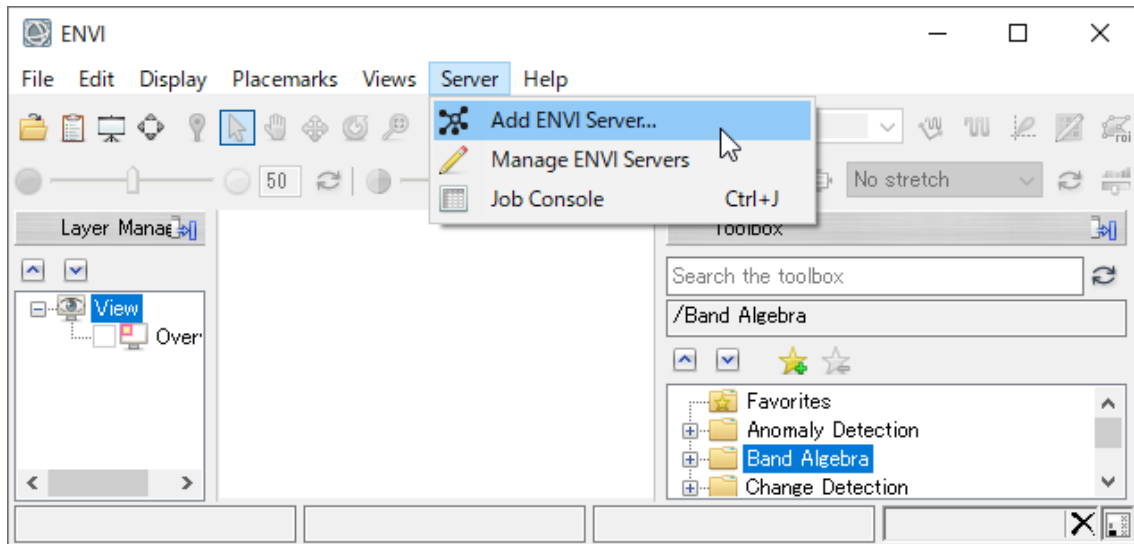 ENVI
File Edit Display Placemarks Views Server Help
Add ENVI Server...
Manage ENVI Servers
Job Console Ctrl+J
50
No stretch
Layer Manag
Toolbox
Search the toolbox
/Band Algebra
View
Over
Favorites
Anomaly Detection
Band Algebra
Change Detection